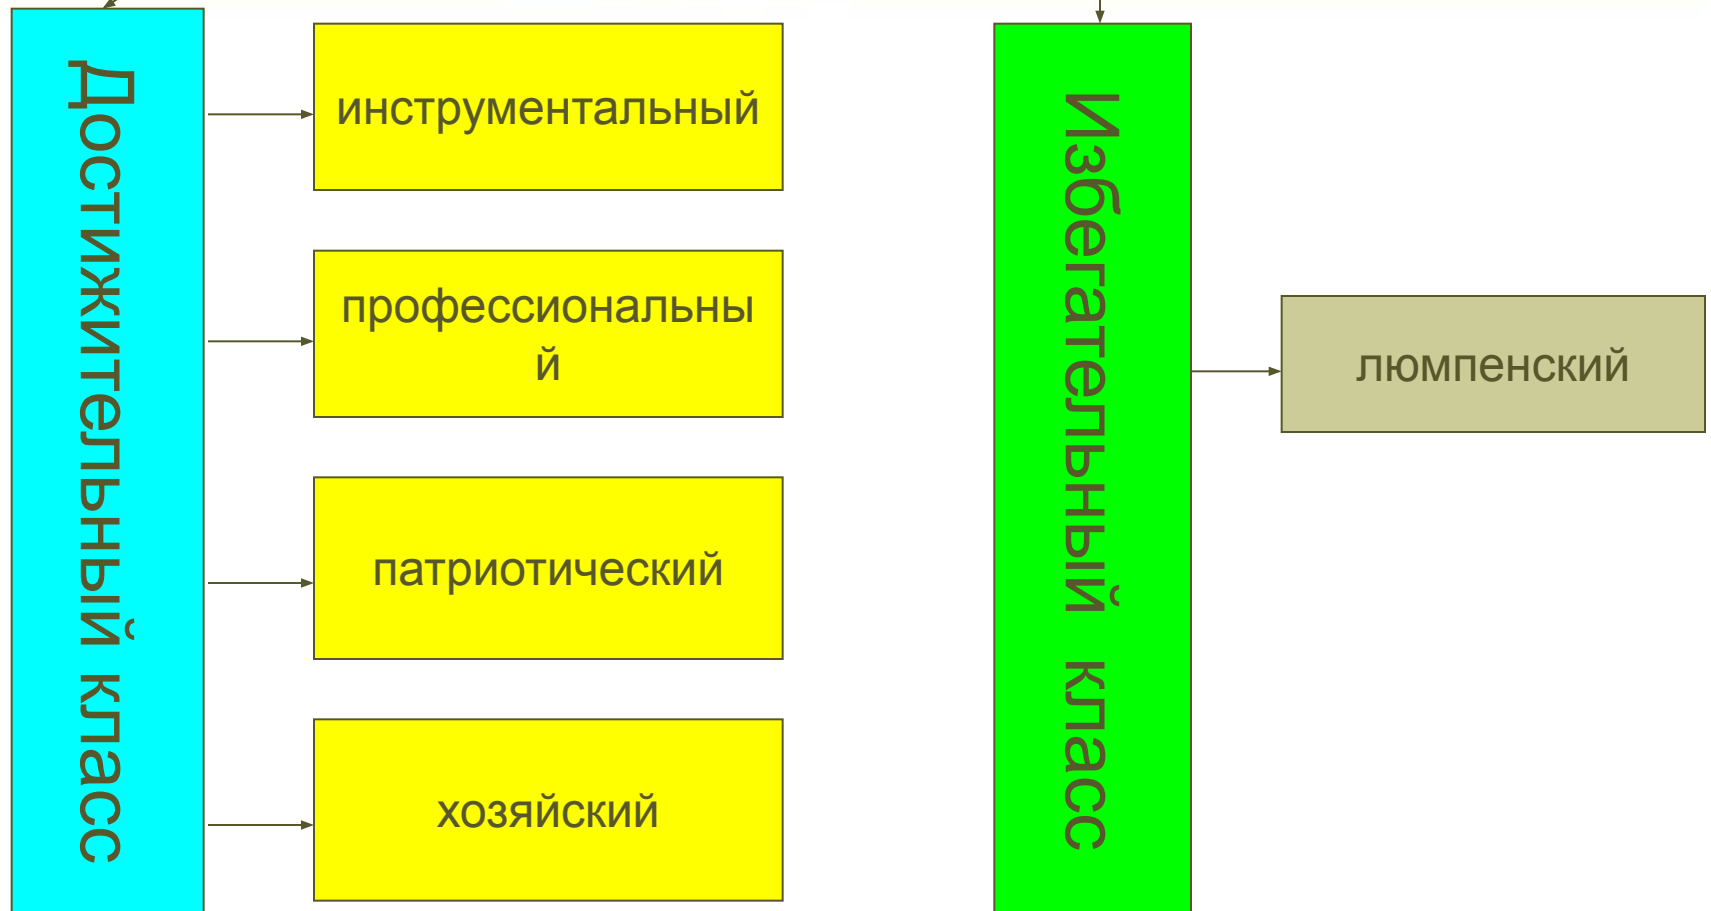 Достижительный класс
инструментальный
профессиональны
й
патриотический
хозяйский
Избегательный класс
люмпенский